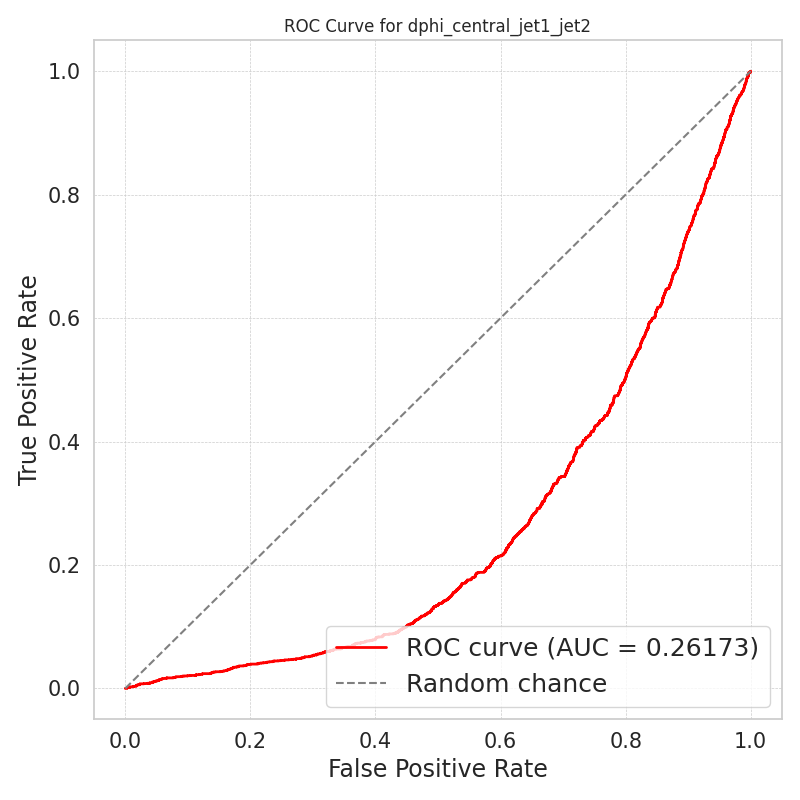 ROC Curve for dphi_central_jet1_jet2
1.0
0.8
0.6
0.4
0.2
0.0
True Positive Rate
ROC curve (AUC = 0.26173)
Random chance
0.0 0.2 0.4 0.6 0.8 1.0
False Positive Rate